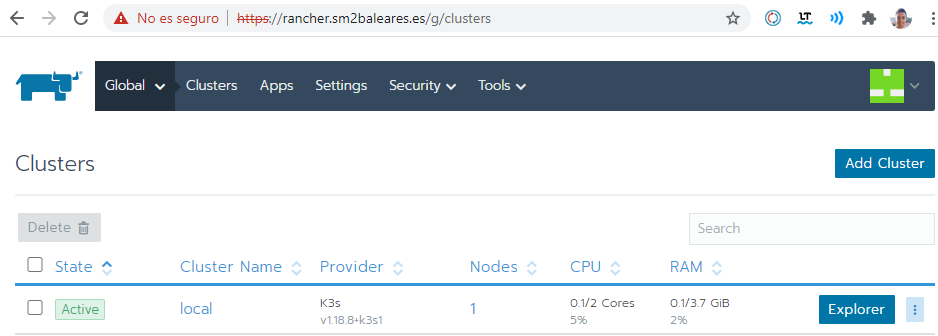 No es seguro | https://rancher.sm2baleares.es/g/clusters
LT
Global Clusters Apps Settings Security Tools
Clusters Add Cluster
Delete Search
State Cluster Name Provider Nodes CPU RAM
Active local K3s 1 0.1/2 Cores 0.1/3.7 GiB Explorer
v1.18.8+k3s1 5% 2%